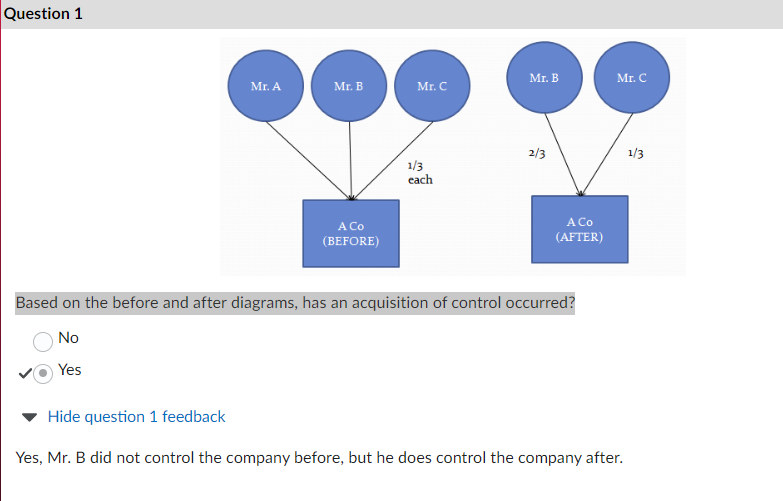 Question 1
Mr. A
Mr. B
Mr. C
1/3
each
A Co
(BEFORE)
Mr. B
Mr. C
2/3
1/3
A Co
(AFTER)
Based on the before and after diagrams, has an acquisition of control occurred?
No
Yes
Hide question 1 feedback
Yes, Mr. B did not control the company before, but he does control the company after.